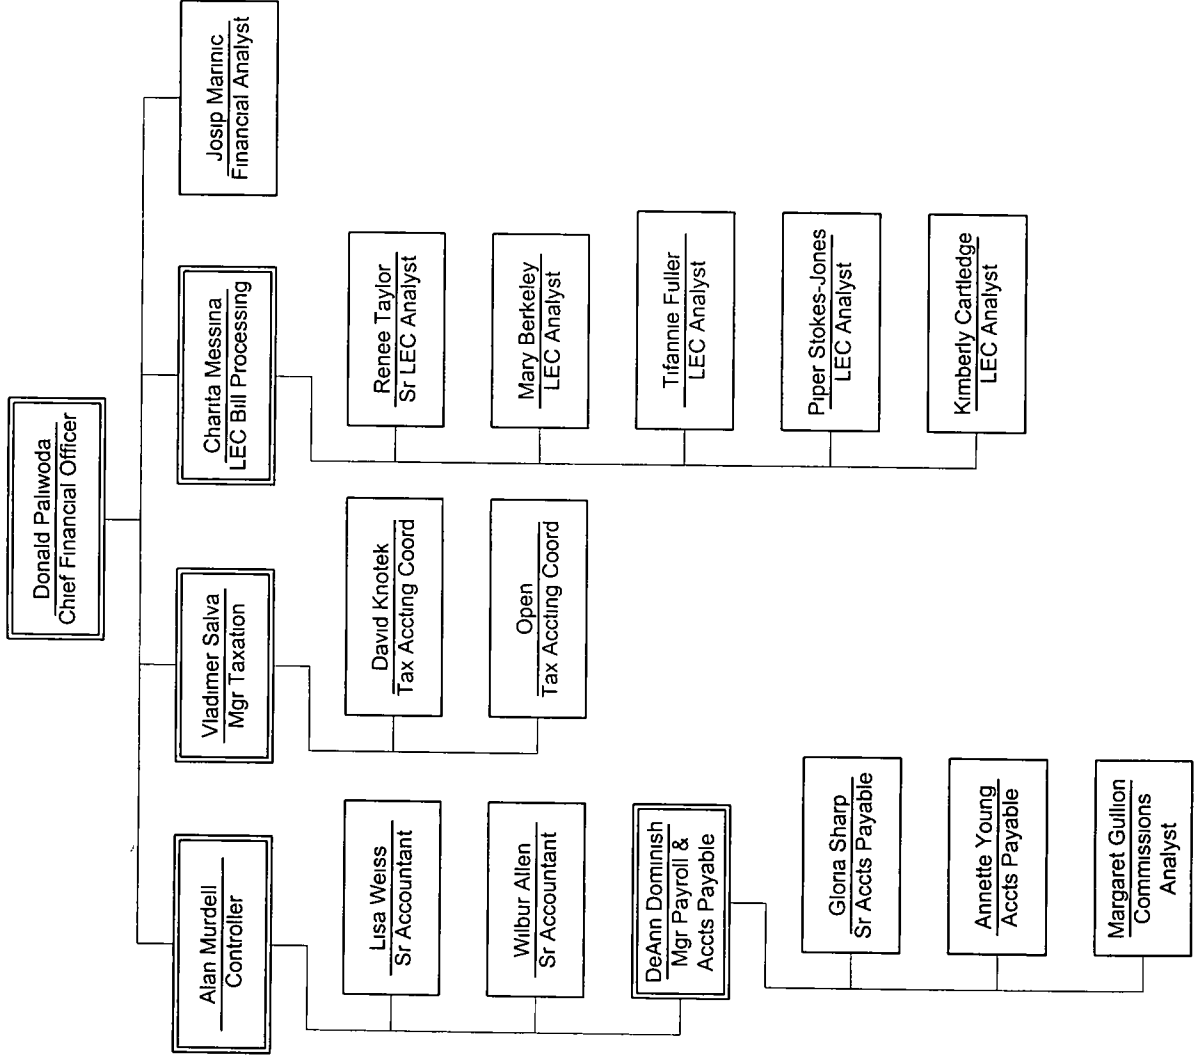 Donald Paliwoda
Chief Financial Officer
Alan Murdell
Controller
Lisa Weiss
Sr Accountant
Wilbur Allen
Sr Accountant
DeAnn Dominish
Mgr Payroll &
Accts Payable
Gloria Sharp
Sr Accts Payable
Annette Young
Accts Payable
Margaret Gullion
Commissions
Analyst
Vladimer Salva
Mgr Taxation
David Knotek
Tax Accting Coord
Open
Tax Accting Coord
Charita Messina
LEC Bill Processing
Renee Taylor
Sr LEC Analyst
Mary Berkeley
LEC Analyst
Tifannie Fuller
LEC Analyst
Piper Stokes-Jones
LEC Analyst
Kimberly Cartledge
LEC Analyst
Josip Marinic
Financial Analyst